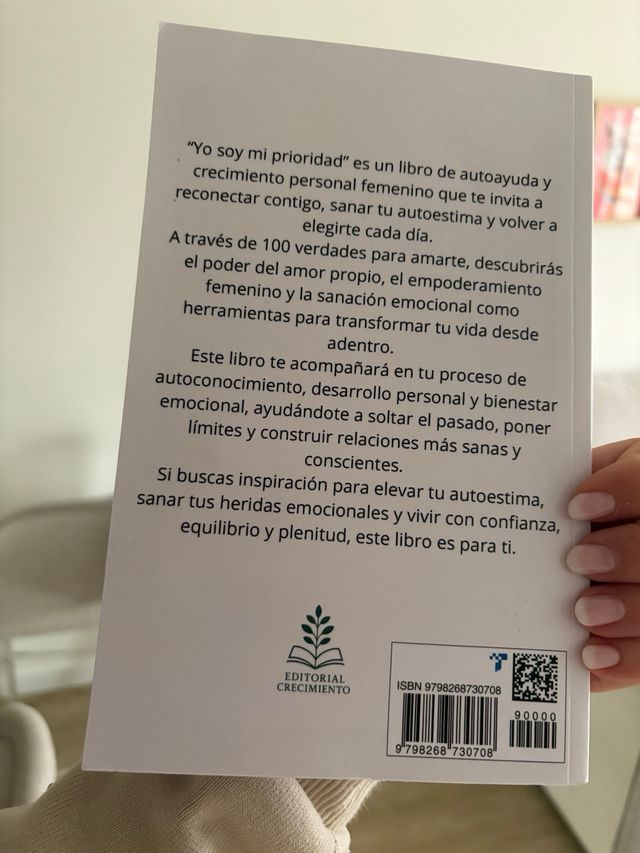 “Yo soy mi prioridad” es un libro de autoayuda y
crecimiento personal femenino que te invita a
reconectar contigo, sanar tu autoestima y volver a
elegirte cada día.
A través de 100 verdades para amarte, descubrirás
el poder del amor propio, el empoderamiento
femenino y la sanación emocional como
herramientas para transformar tu vida desde
adentro.
Este libro te acompañará en tu proceso de
autoconocimiento, desarrollo personal y bienestar
emocional, ayudándote a soltar el pasado, poner
límites y construir relaciones más sanas y
conscientes.
Si buscas inspiración para elevar tu autoestima,
sanar tus heridas emocionales y vivir con confianza,
equilibrio y plenitud, este libro es para ti.
EDITORIAL
CRECIMIENTO
ISBN 9798268730708
90000
9 798268 730708